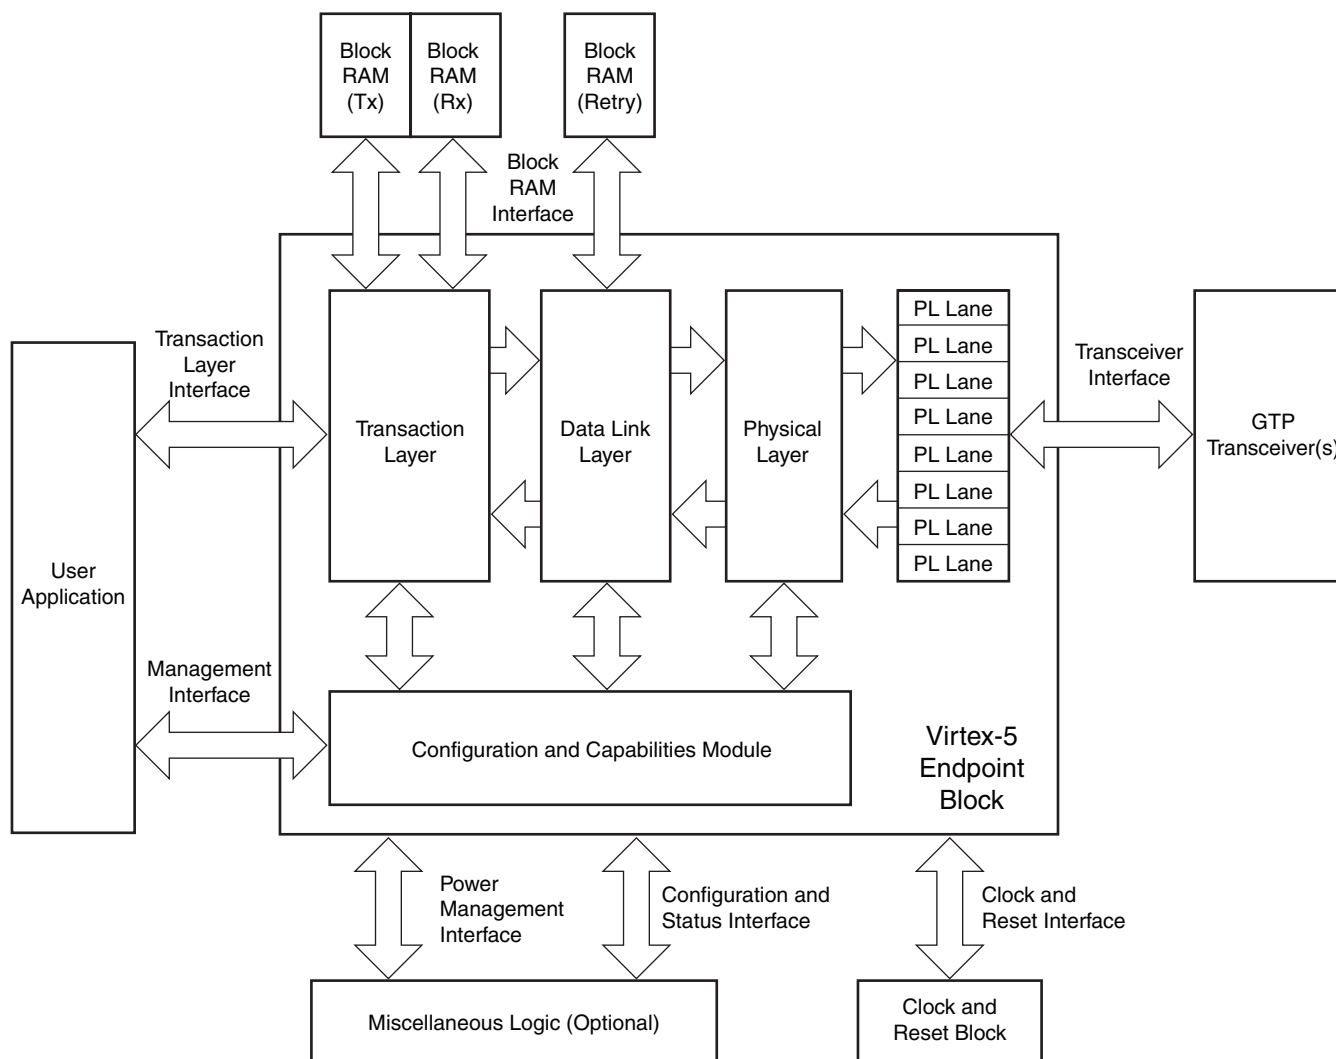 Block
RAM
(Tx)
Block
RAM
(Rx)
Block
RAM
(Retry)
Block
RAM
Interface
Transaction
Layer
Interface
Transceiver
Interface
User
Application
Transaction
Layer
Data Link
Layer
Physical
Layer
PL Lane
PL Lane
PL Lane
PL Lane
PL Lane
PL Lane
PL Lane
PL Lane
GTP
Transceiver(s)
Management
Interface
Configuration and Capabilities Module
Virtex-5
Endpoint
Block
Power
Management
Interface
Configuration and
Status Interface
Clock and
Reset Interface
Miscellaneous Logic (Optional)
Clock and
Reset Block